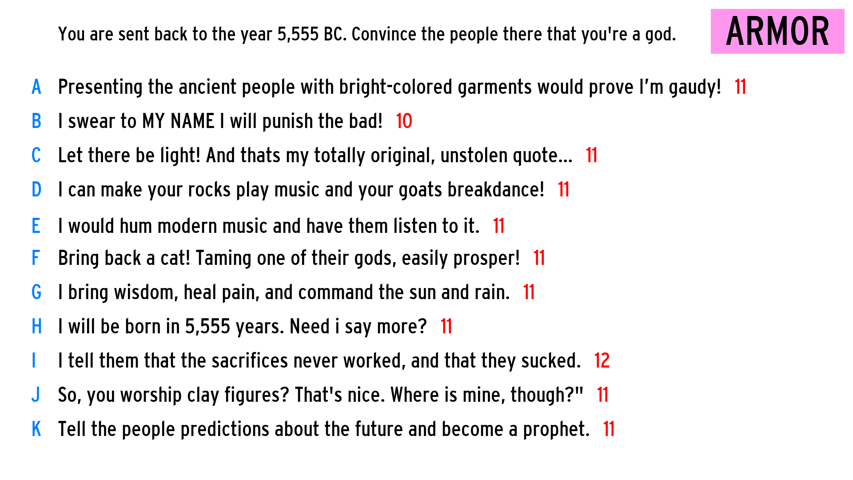 You are sent back to the year 5,555 BC. Convince the people there that you're a god.
ARMOR
A Presenting the ancient people with bright-colored garments would prove I'm gaudy! 11
B I swear to MY NAME I will punish the bad! 10
C Let there be light! And thats my totally original, unstolen quote... 11
D I can make your rocks play music and your goats breakdance! 11
E I would hum modern music and have them listen to it. 11
F Bring back a cat! Taming one of their gods, easily prosper! 11
G I bring wisdom, heal pain, and command the sun and rain. 11
H I will be born in 5,555 years. Need i say more? 11
I I tell them that the sacrifices never worked, and that they sucked. 12
J So, you worship clay figures? That's nice. Where is mine, though?" 11
K Tell the people predictions about the future and become a prophet. 11